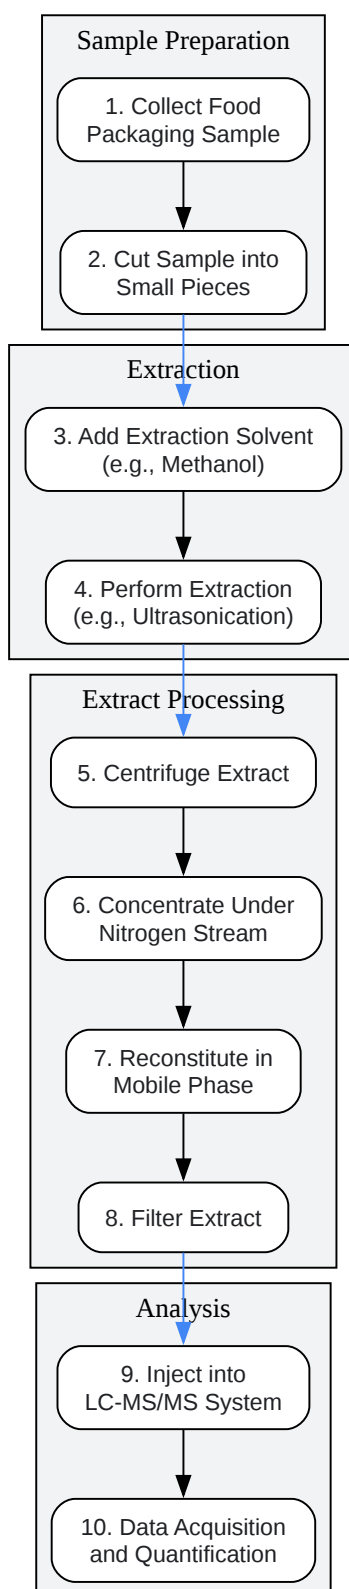 Sample Preparation
1. Collect Food
Packaging Sample
2. Cut Sample into
Small Pieces
Extraction
3. Add Extraction Solvent
(e.g., Methanol)
4. Perform Extraction
(e.g., Ultrasonication)
Extract Processing
5. Centrifuge Extract
6. Concentrate Under
Nitrogen Stream
7. Reconstitute in
Mobile Phase
8. Filter Extract
Analysis
9. Inject into
LC-MS/MS System
10. Data Acquisition
and Quantification